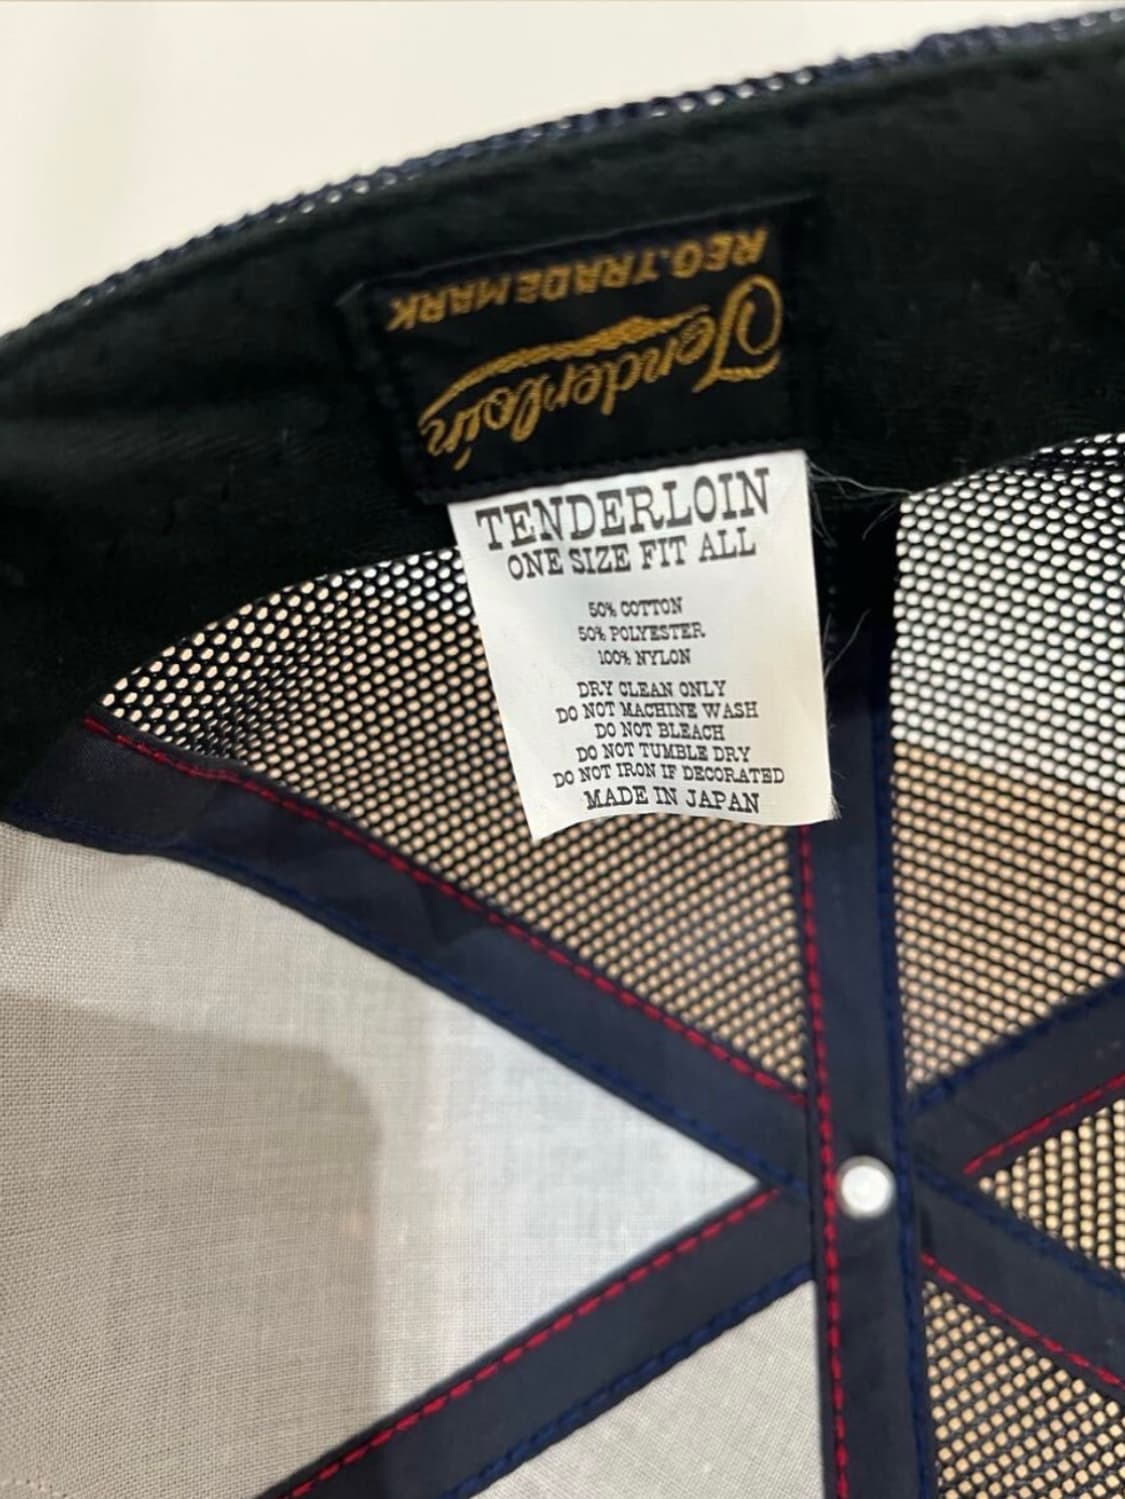 Tenderloin
REG. TRADE MARK
TENDERLOIN
ONE SIZE FIT ALL
50% COTTON
50% POLYESTER
100% NYLON
DRY CLEAN ONLY
DO NOT MACHINE WASH
DO NOT BLEACH
DO NOT TUMBLE DRY
DO NOT IRON IF DECORATED
MADE IN JAPAN